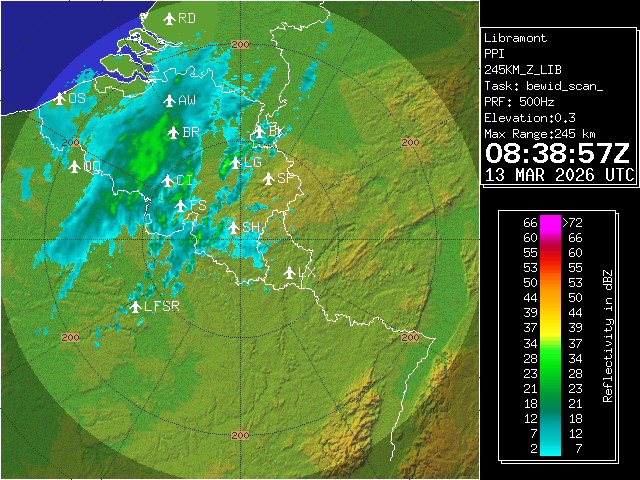 Libramont
PPI
245KM_Z_LIB
Task: bewid_scan_
PRF: 500Hz
Elevation:0.3
Max Range:245 km
08:38:57Z
13 MAR 2026 UTC
RD
200
OS
AW
BR
BK
200
WO
LG
200
CI
SP
FS
SH
LX
LFSR
200
200
200
66 >72
60 66
55 60
53 55
50 53
44 50
39 44
37 39
34 37
28 34
23 28
21 23
18 21
12 18
7 12
2 7
Reflectivity in dBZ